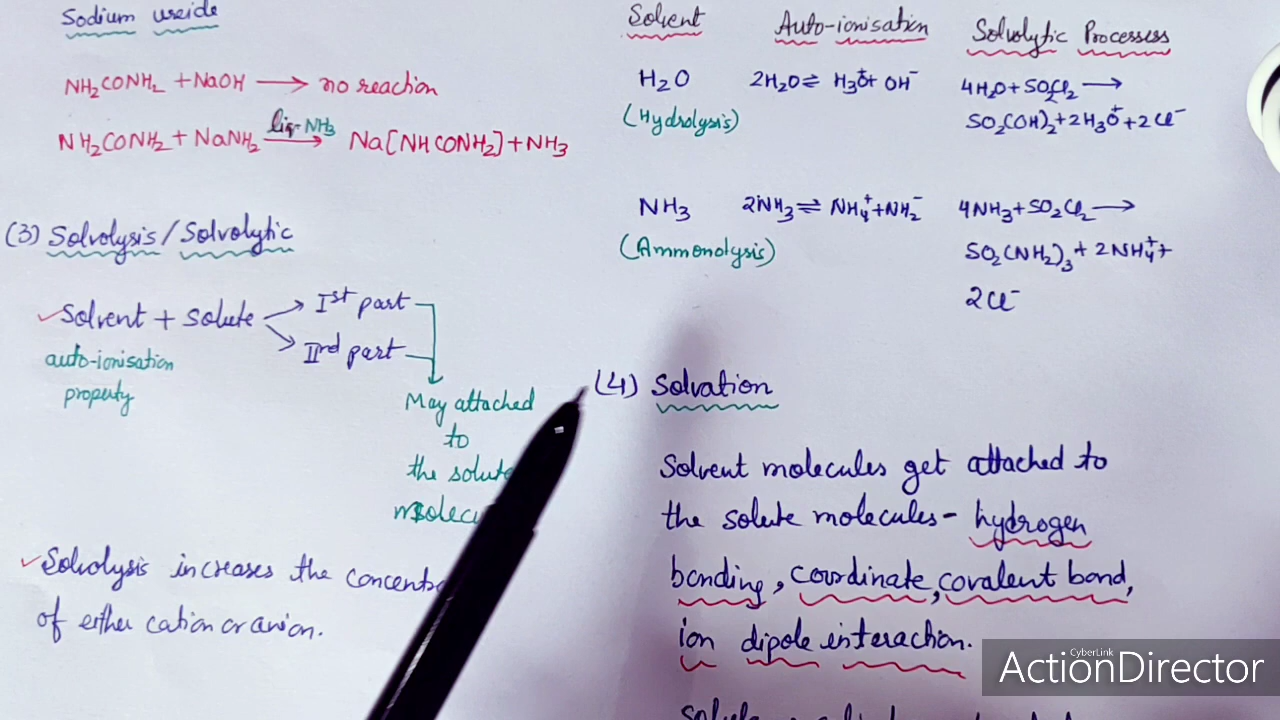 Sodium ureide
NH₂CONH₂ + NaOH ⟶ no reaction
NH₂CONH₂ + NaNH₂ ⟶ Na[NHCONH₂] + NH₃
liq. NH₃
(3) Solvolysis / Solvolytic
✓ Solvent + Solute
Iˢᵗ part
IIⁿᵈ part
auto-ionisation
property
May attached
to
the solute
✓ Solvolysis increases the
of either cation or anion.
Solvent Auto-ionisation Solvolytic Processess
H₂O 2H₂O ⇌ H₃O⁺ + OH⁻ 4H₂O + SO₂Cl₂ ⟶
(Hydrolysis) SO₂(OH)₂ + 2H₃O⁺ + 2Cl⁻
NH₃ 2NH₃ ⇌ NH₄⁺ + NH₂⁻ 4NH₃ + SO₂Cl₂ ⟶
(Ammonolysis) SO₂(NH₂)₃ + 2NH₄⁺ +
2Cl⁻
(4) Solvation
Solvent molecules get attached to
the solute molecules - hydrogen
bonding, coordinate, covalent bond,
ion dipole interaction.
CyberLink
ActionDirector